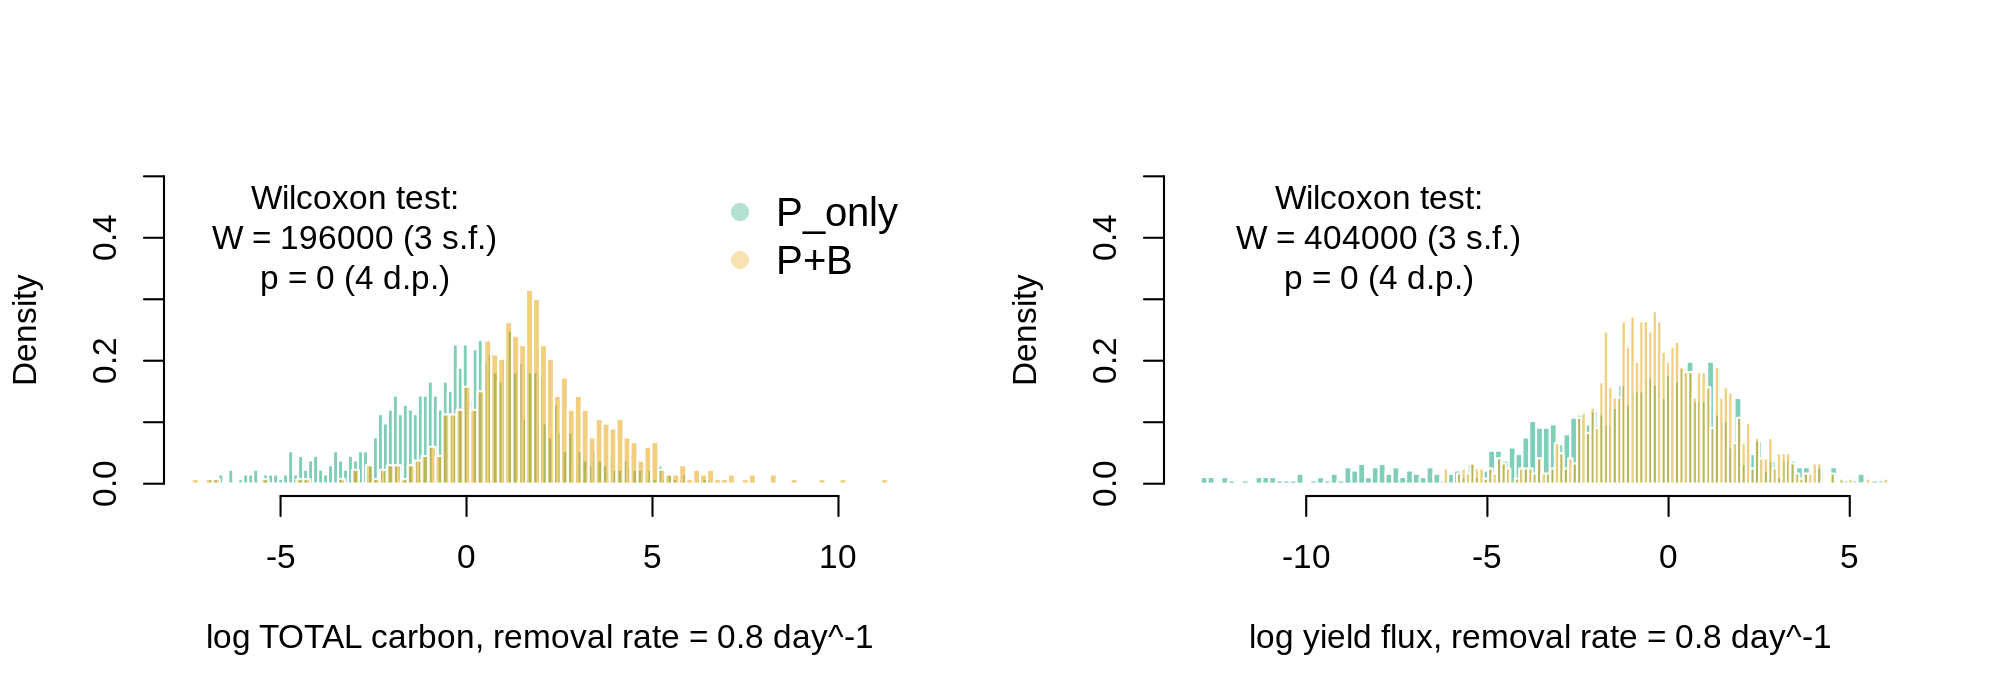 Wilcoxon test:
W = 196000 (3 s.f.)
p = 0 (4 d.p.)
P_only
P+B
Density
0.0
0.2
0.4
-5
0
5
10
log TOTAL carbon, removal rate = 0.8 day^-1
Wilcoxon test:
W = 404000 (3 s.f.)
p = 0 (4 d.p.)
Density
0.0
0.2
0.4
-10
-5
0
5
log yield flux, removal rate = 0.8 day^-1